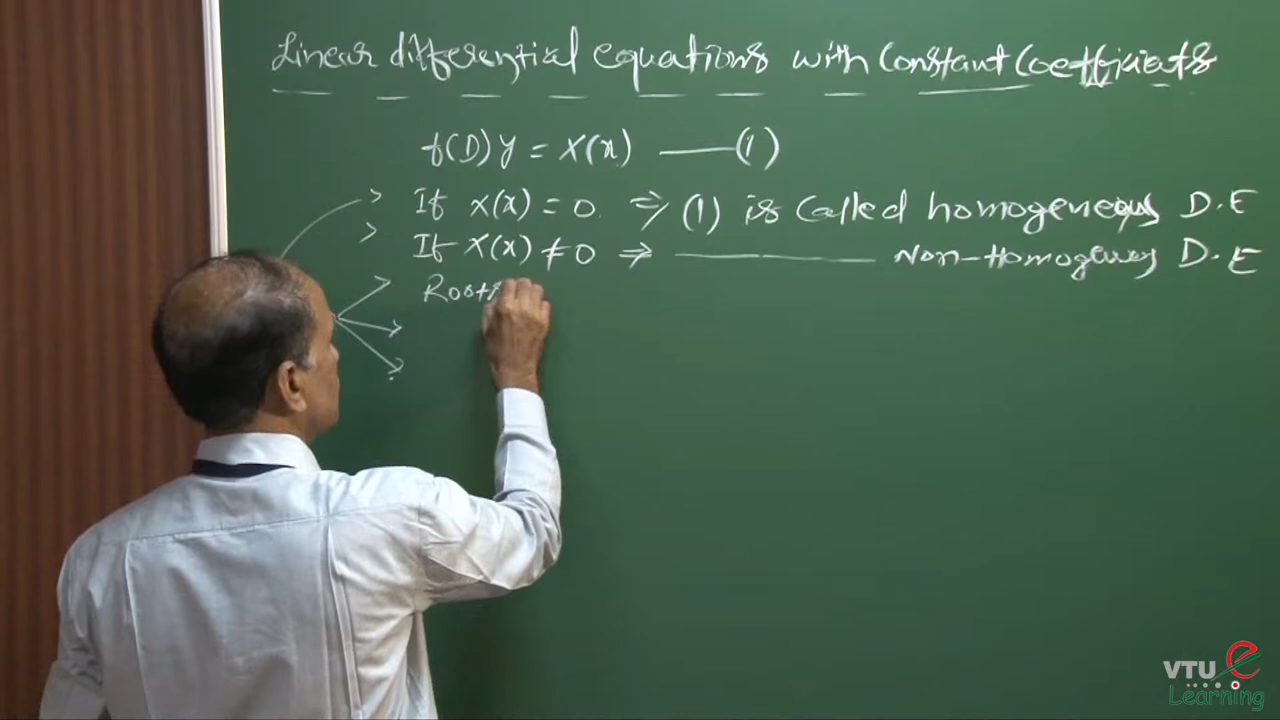 Linear differential equations with Constant Coefficients
f(D)y = X(x) —— (1)
If X(x) = 0 ⇒ (1) is called homogeneous D.E
If X(x) ≠ 0 ⇒ ———— Non-Homogeneous D.E
Roots
VTU e
Learning